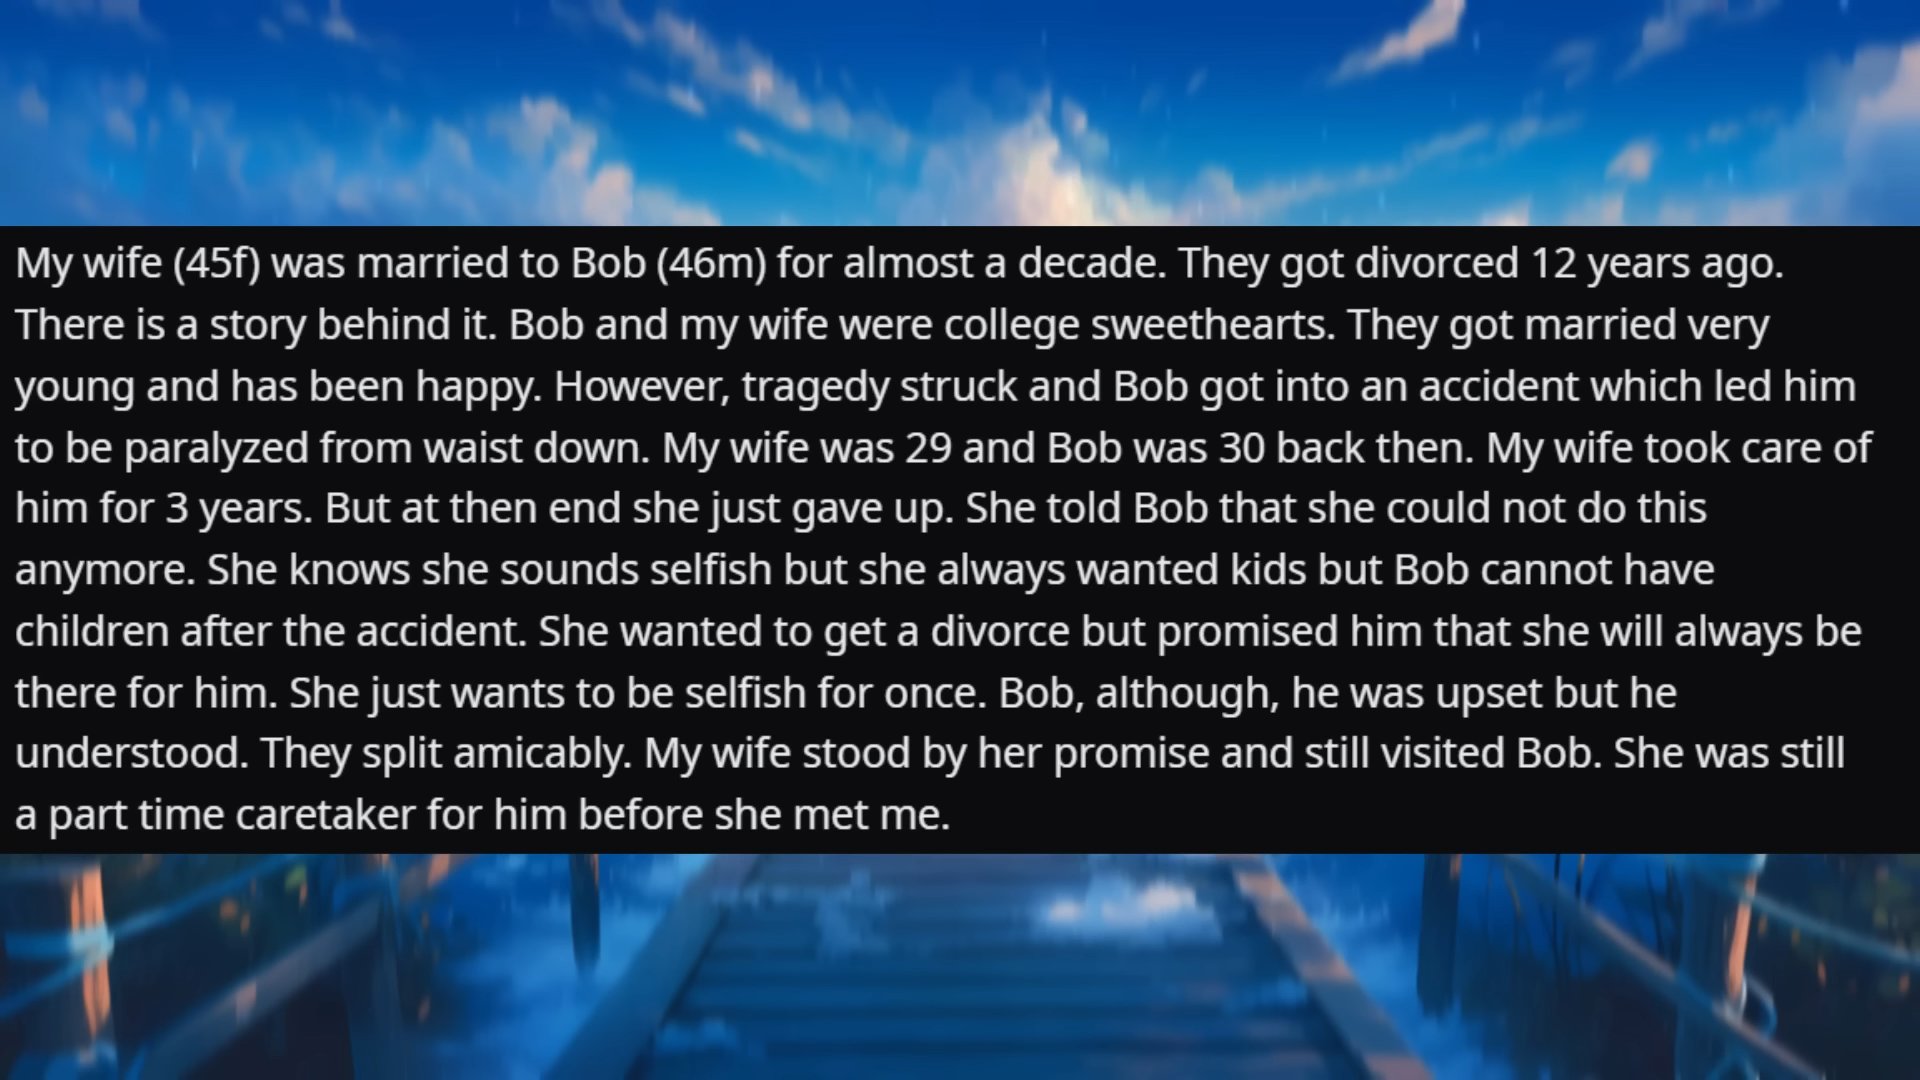 My wife (45f) was married to Bob (46m) for almost a decade. They got divorced 12 years ago.
There is a story behind it. Bob and my wife were college sweethearts. They got married very
young and has been happy. However, tragedy struck and Bob got into an accident which led him
to be paralyzed from waist down. My wife was 29 and Bob was 30 back then. My wife took care of
him for 3 years. But at then end she just gave up. She told Bob that she could not do this
anymore. She knows she sounds selfish but she always wanted kids but Bob cannot have
children after the accident. She wanted to get a divorce but promised him that she will always be
there for him. She just wants to be selfish for once. Bob, although, he was upset but he
understood. They split amicably. My wife stood by her promise and still visited Bob. She was still
a part time caretaker for him before she met me.